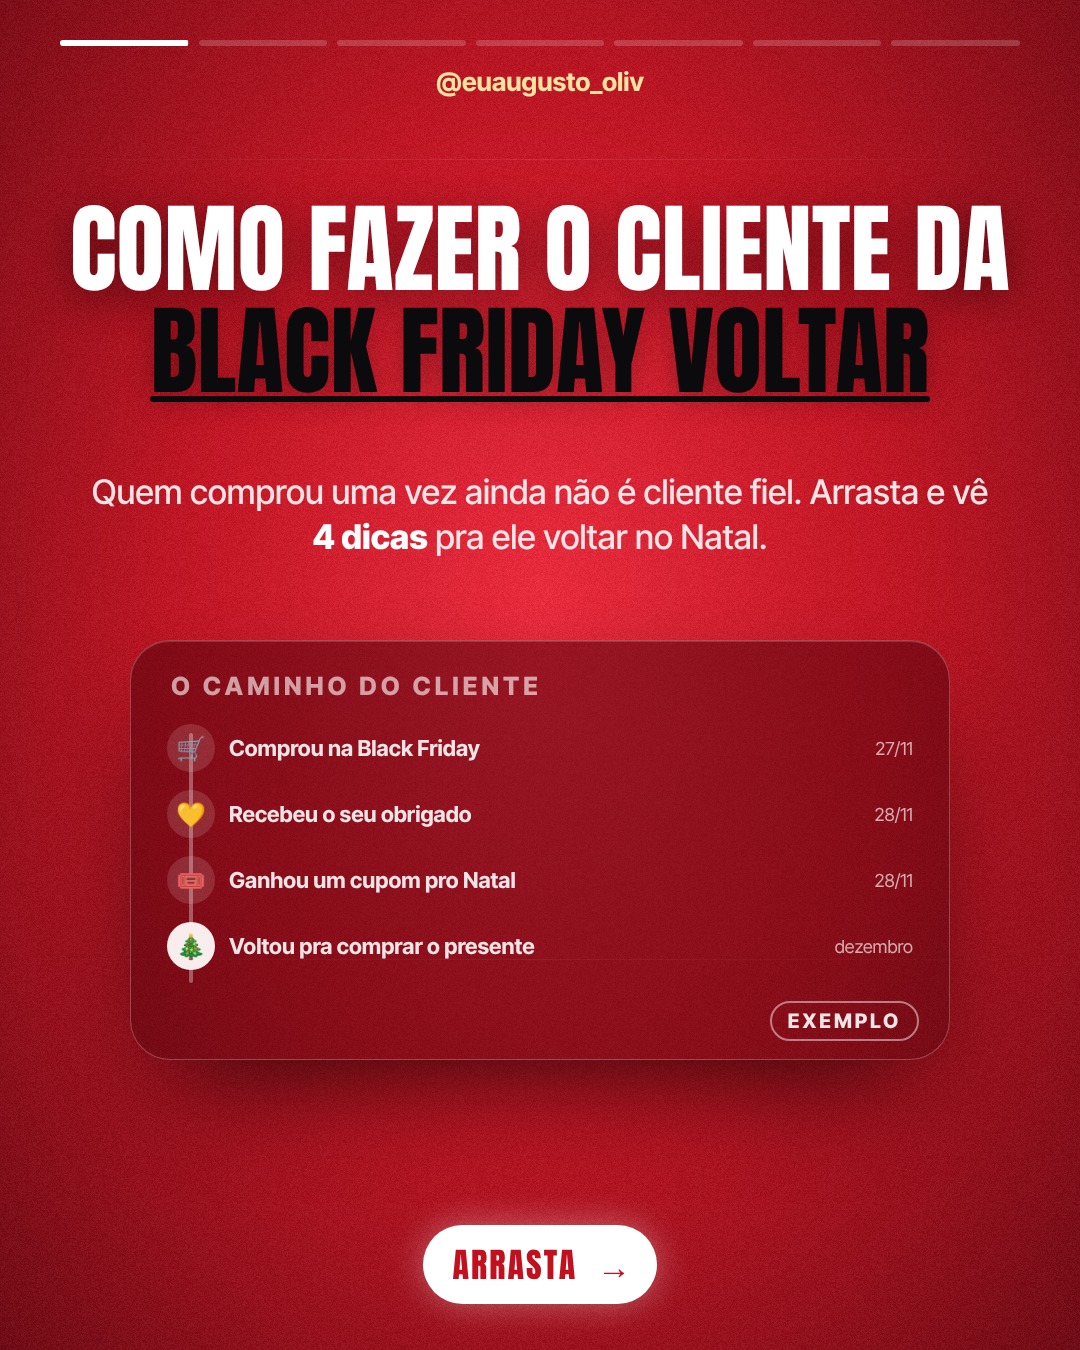 @euaugusto_oliv
COMO FAZER O CLIENTE DA
BLACK FRIDAY VOLTAR
Quem comprou uma vez ainda não é cliente fiel. Arrasta e vê
4 dicas pra ele voltar no Natal.
O CAMINHO DO CLIENTE
Comprou na Black Friday 27/11
Recebeu o seu obrigado 28/11
Ganhou um cupom pro Natal 28/11
Voltou pra comprar o presente dezembro
EXEMPLO
ARRASTA →